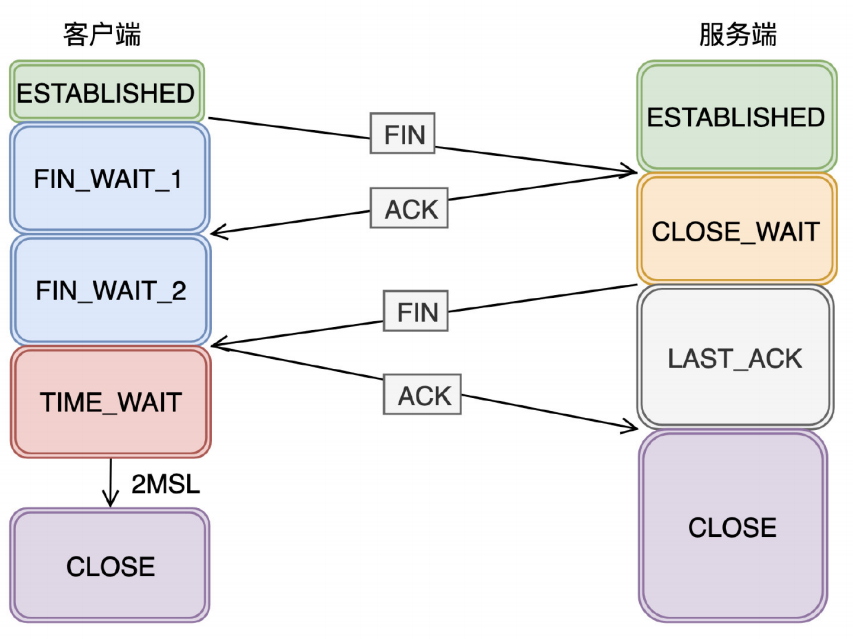 客户端
服务端
ESTABLISHED
ESTABLISHED
FIN
FIN_WAIT_1
ACK
CLOSE_WAIT
FIN_WAIT_2
FIN
LAST_ACK
TIME_WAIT
ACK
2MSL
CLOSE
CLOSE